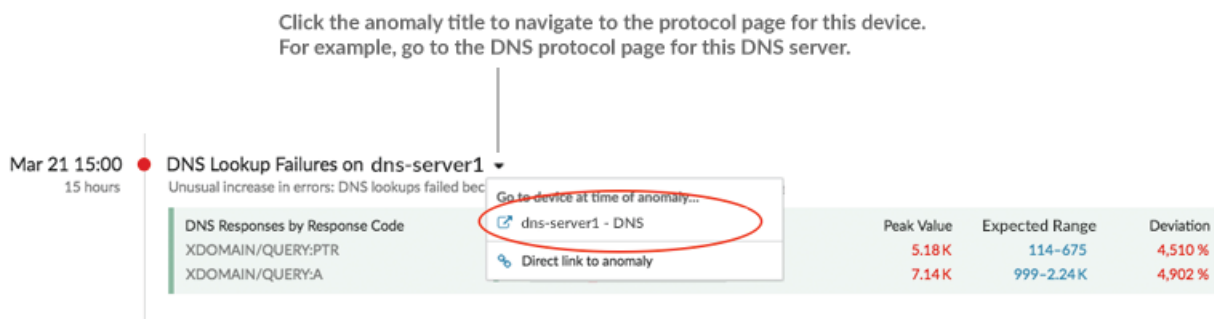 Click the anomaly title to navigate to the protocol page for this device.
For example, go to the DNS protocol page for this DNS server.
Mar 21 15:00
15 hours
DNS Lookup Failures on dns-server1
Unusual increase in errors: DNS lookups failed bec
Go to device at time of anomaly...
dns-server1 - DNS
Direct link to anomaly
DNS Responses by Response Code Peak Value Expected Range Deviation
XDOMAIN/QUERY:PTR 5.18 K 114–675 4,510 %
XDOMAIN/QUERY:A 7.14 K 999–2.24 K 4,902 %